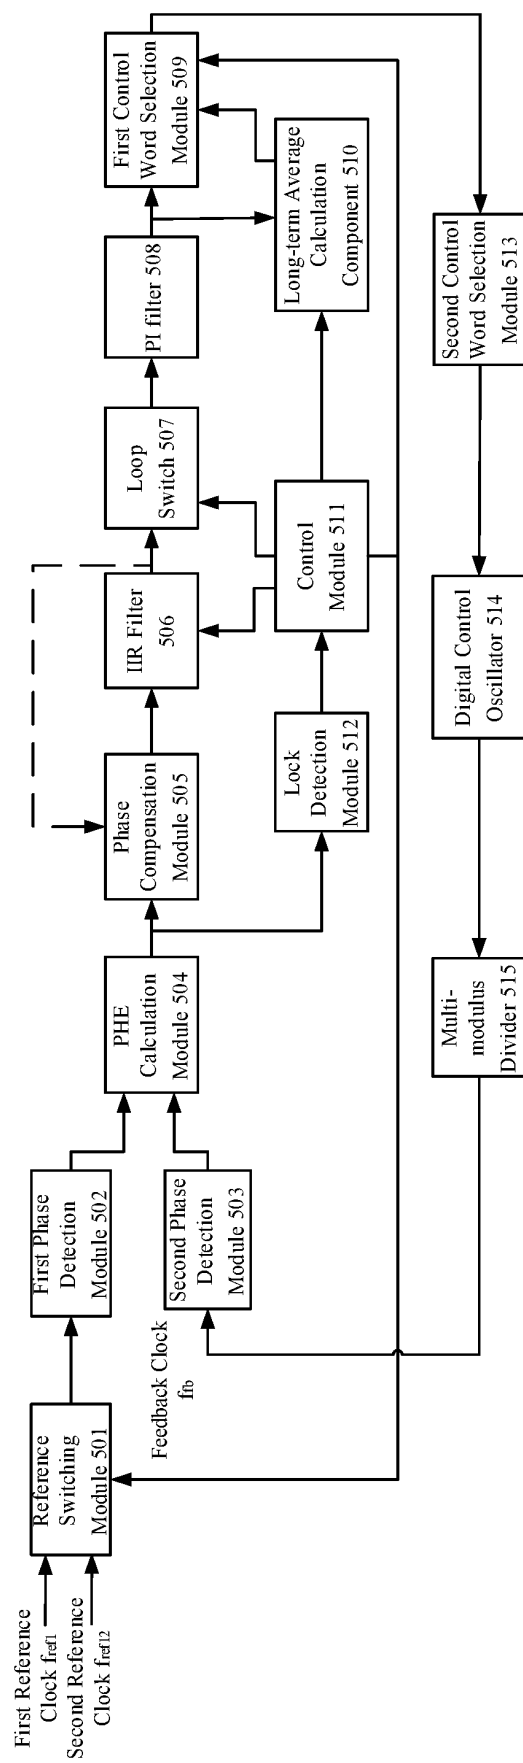 First Reference
Clock fref1
Second Reference
Clock fref12
Reference
Switching
Module 501
First Phase
Detection
Module 502
Feedback Clock
ffb
Second Phase
Detection
Module 503
PHE
Calculation
Module 504
Phase
Compensation
Module 505
IIR Filter
506
Loop
Switch 507
PI filter 508
First Control
Word Selection
Module 509
Long-term Average
Calculation
Component 510
Control
Module 511
Lock
Detection
Module 512
Second Control
Word Selection
Module 513
Digital Control
Oscillator 514
Multi-
modulus
Divider 515